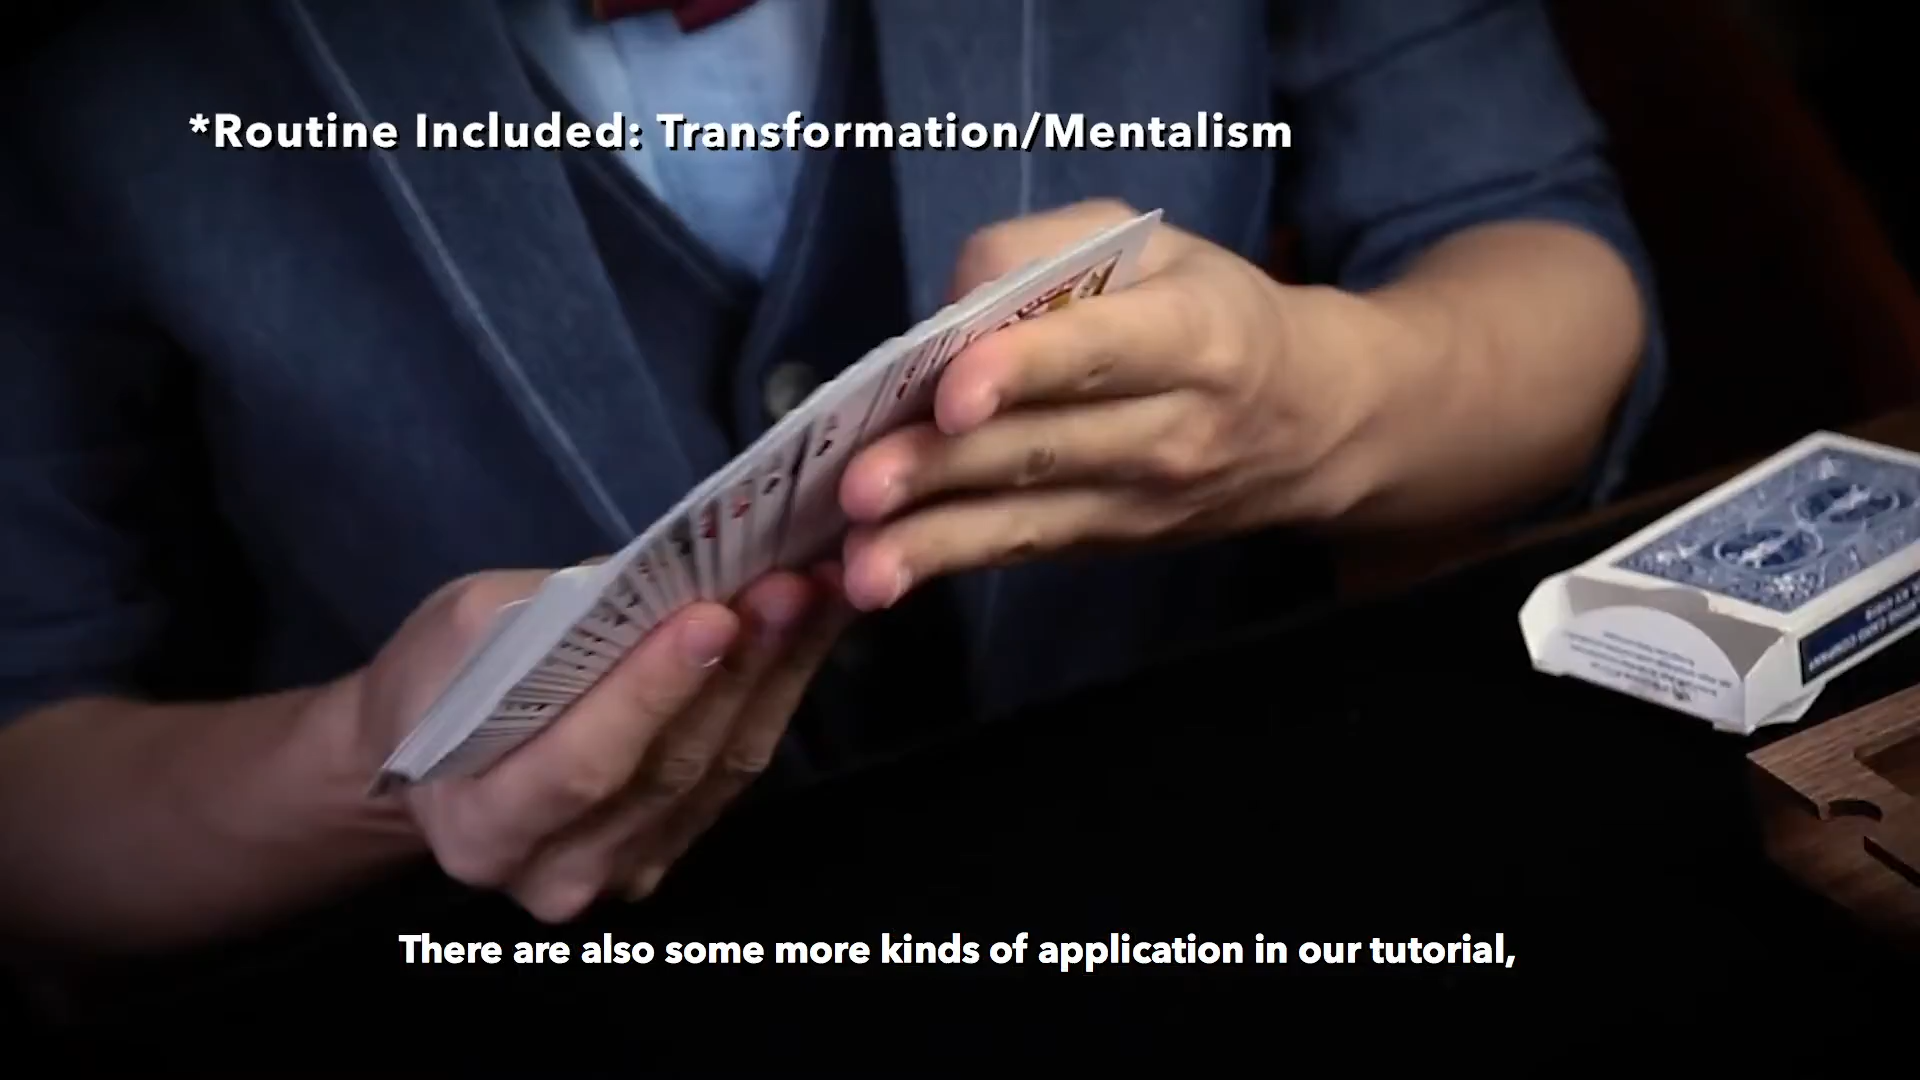 *Routine Included: Transformation/Mentalism
There are also some more kinds of application in our tutorial,